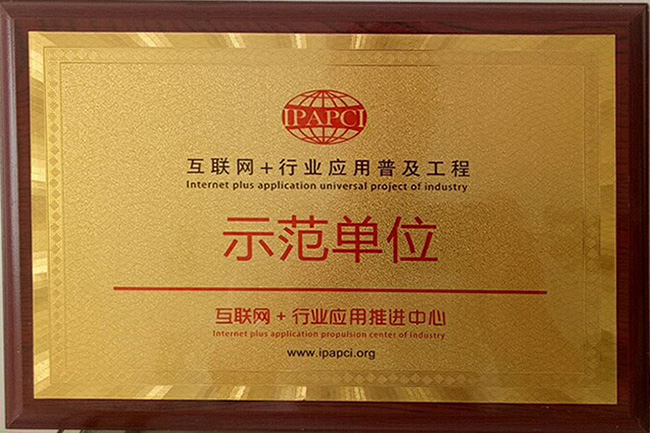 IPAPCI
互联网+行业应用普及工程
Internet plus application universal project of industry
示范单位
互联网+行业应用推进中心
Internet plus application propulsion center of industry
www.ipapci.org